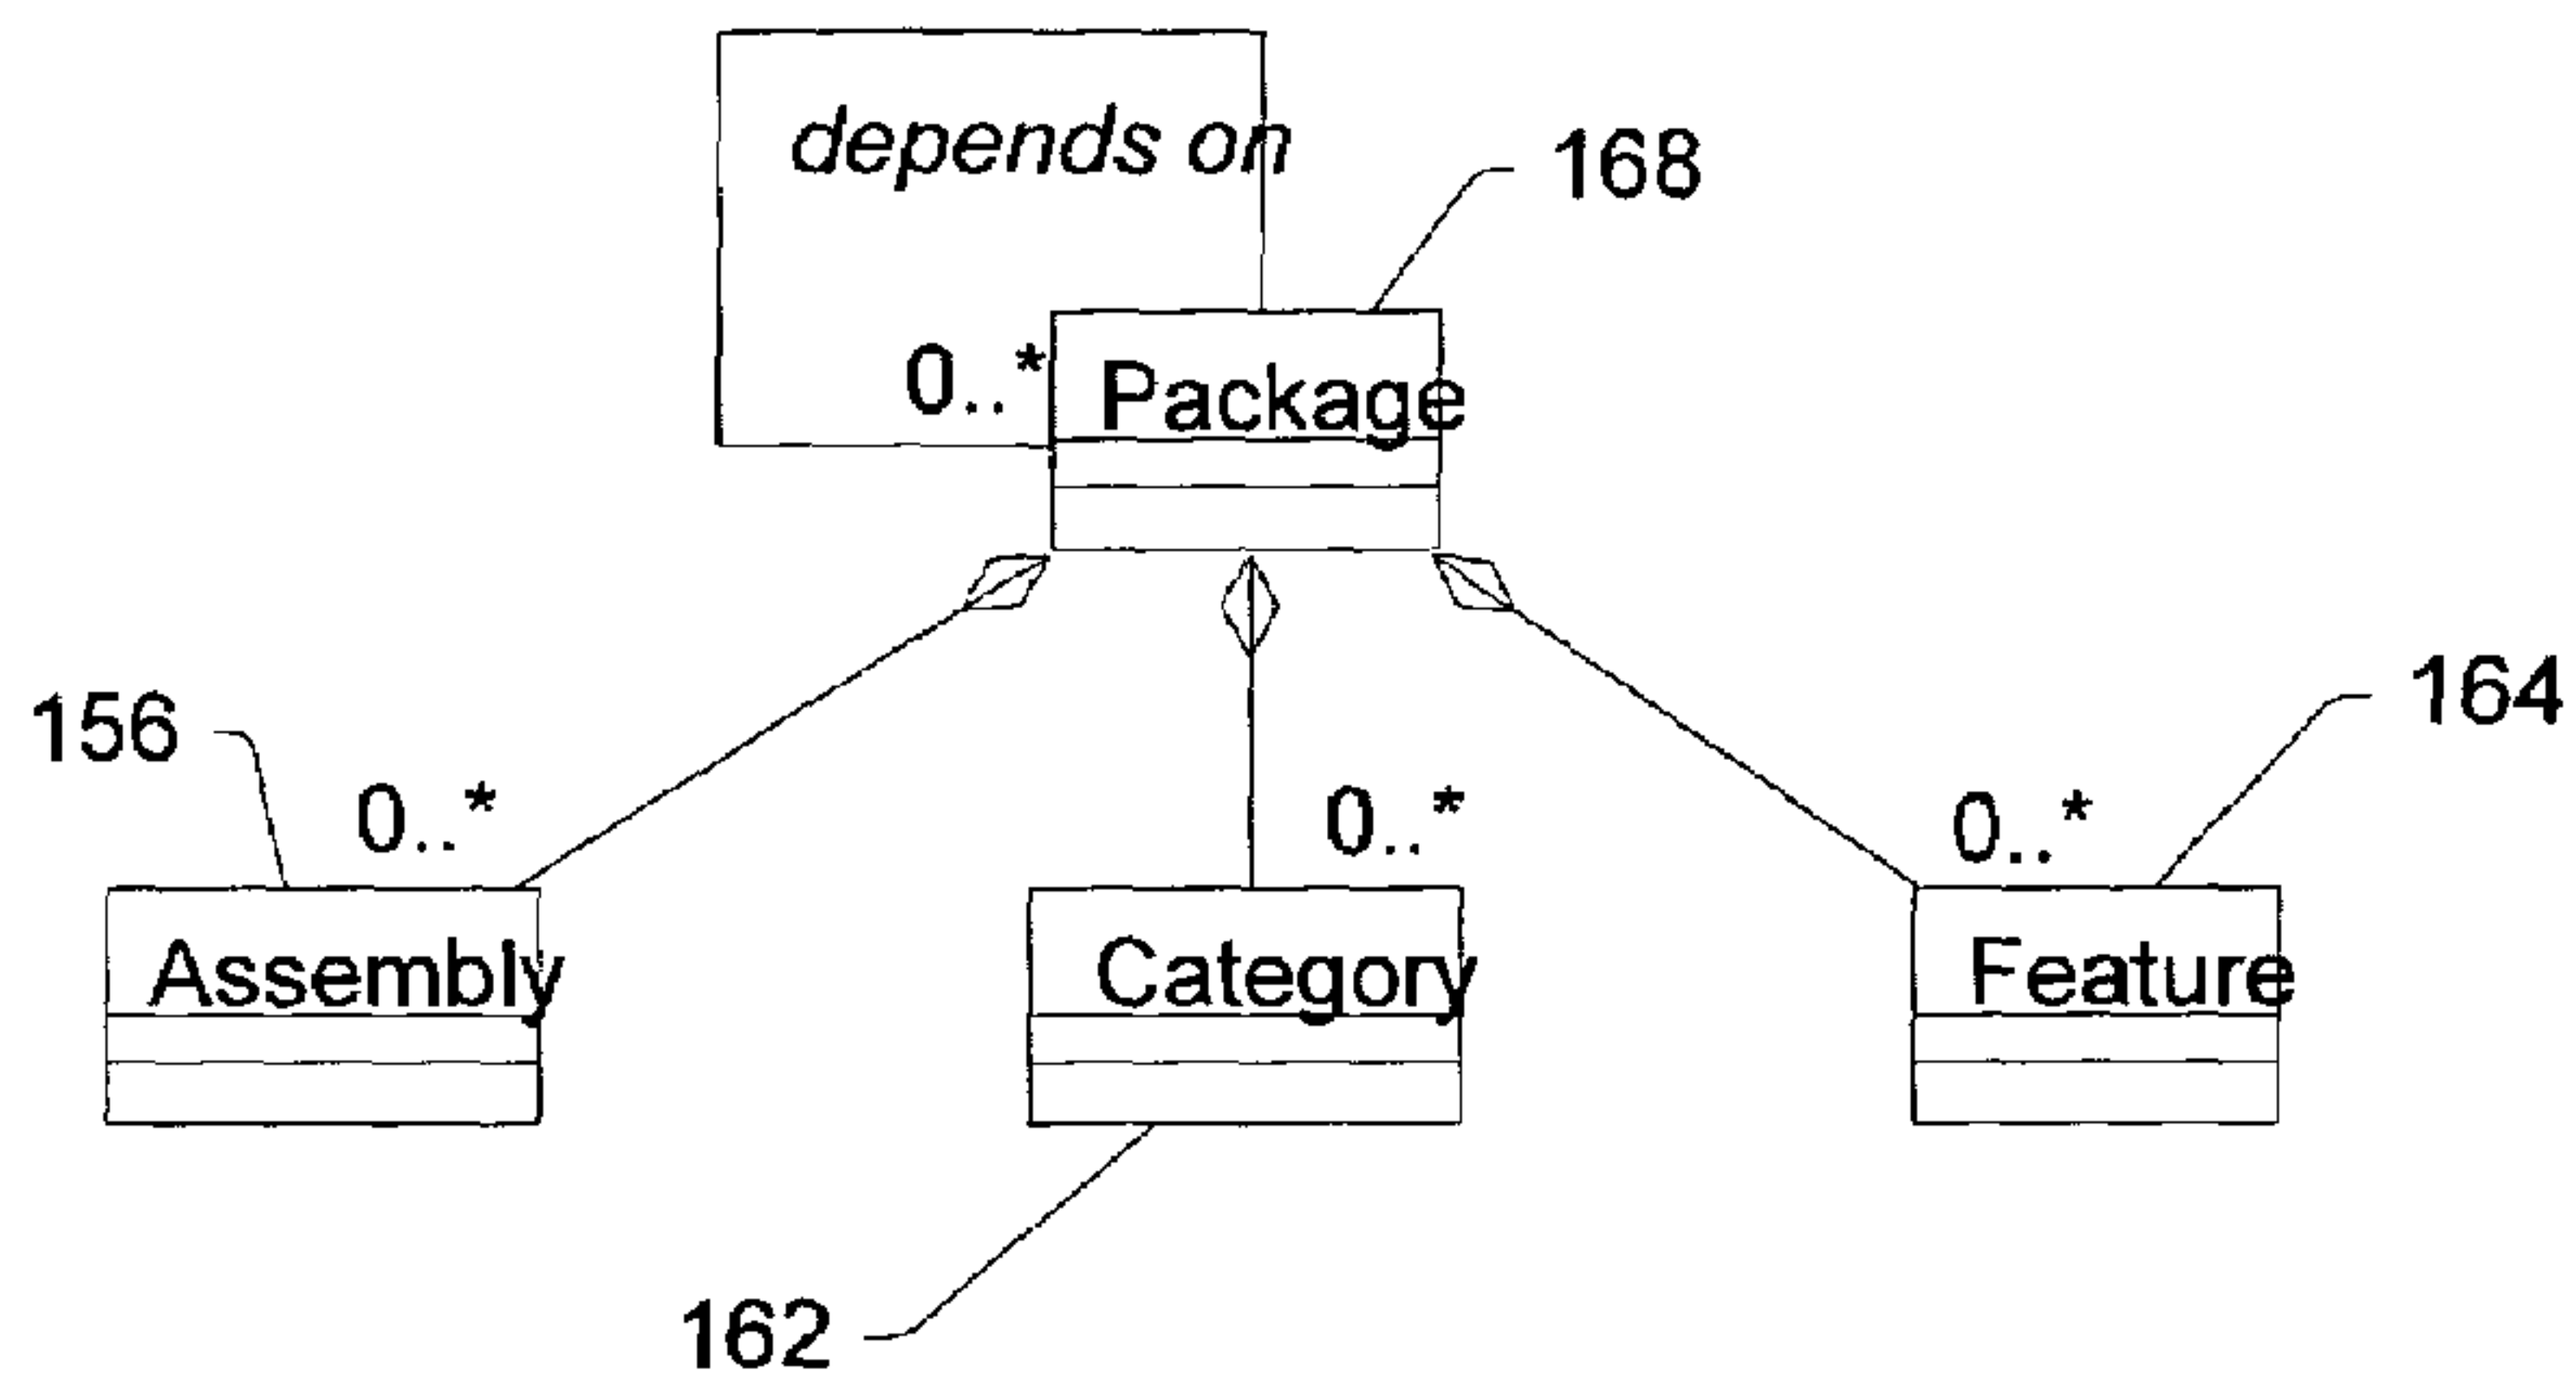 depends on
168
0..*
Package
156
164
0..*
0..*
0..*
Assembly
Category
Feature
162